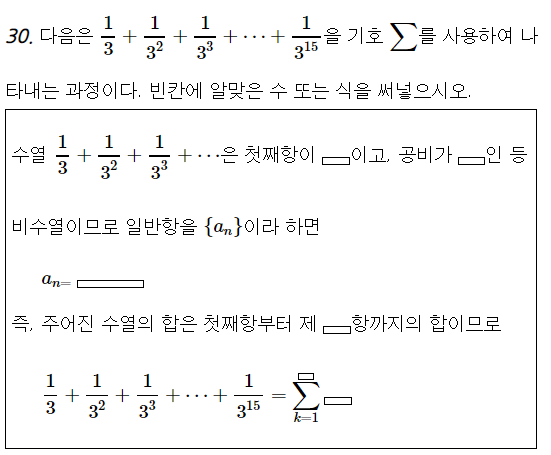 30. 다음은 $\frac{1}{3}+\frac{1}{3^2}+\frac{1}{3^3}+\cdots+\frac{1}{3^{15}}$을 기호 $\sum$를 사용하여 나
타내는 과정이다. 빈칸에 알맞은 수 또는 식을 써넣으시오.
수열 $\frac{1}{3}+\frac{1}{3^2}+\frac{1}{3^3}+\cdots$은 첫째항이 □이고, 공비가 □인 등
비수열이므로 일반항을 $\{a_n\}$이라 하면
$a_{n=}$ □
즉, 주어진 수열의 합은 첫째항부터 제 □항까지의 합이므로
$\frac{1}{3}+\frac{1}{3^2}+\frac{1}{3^3}+\cdots+\frac{1}{3^{15}}=\sum_{k=1}^{□}$ □